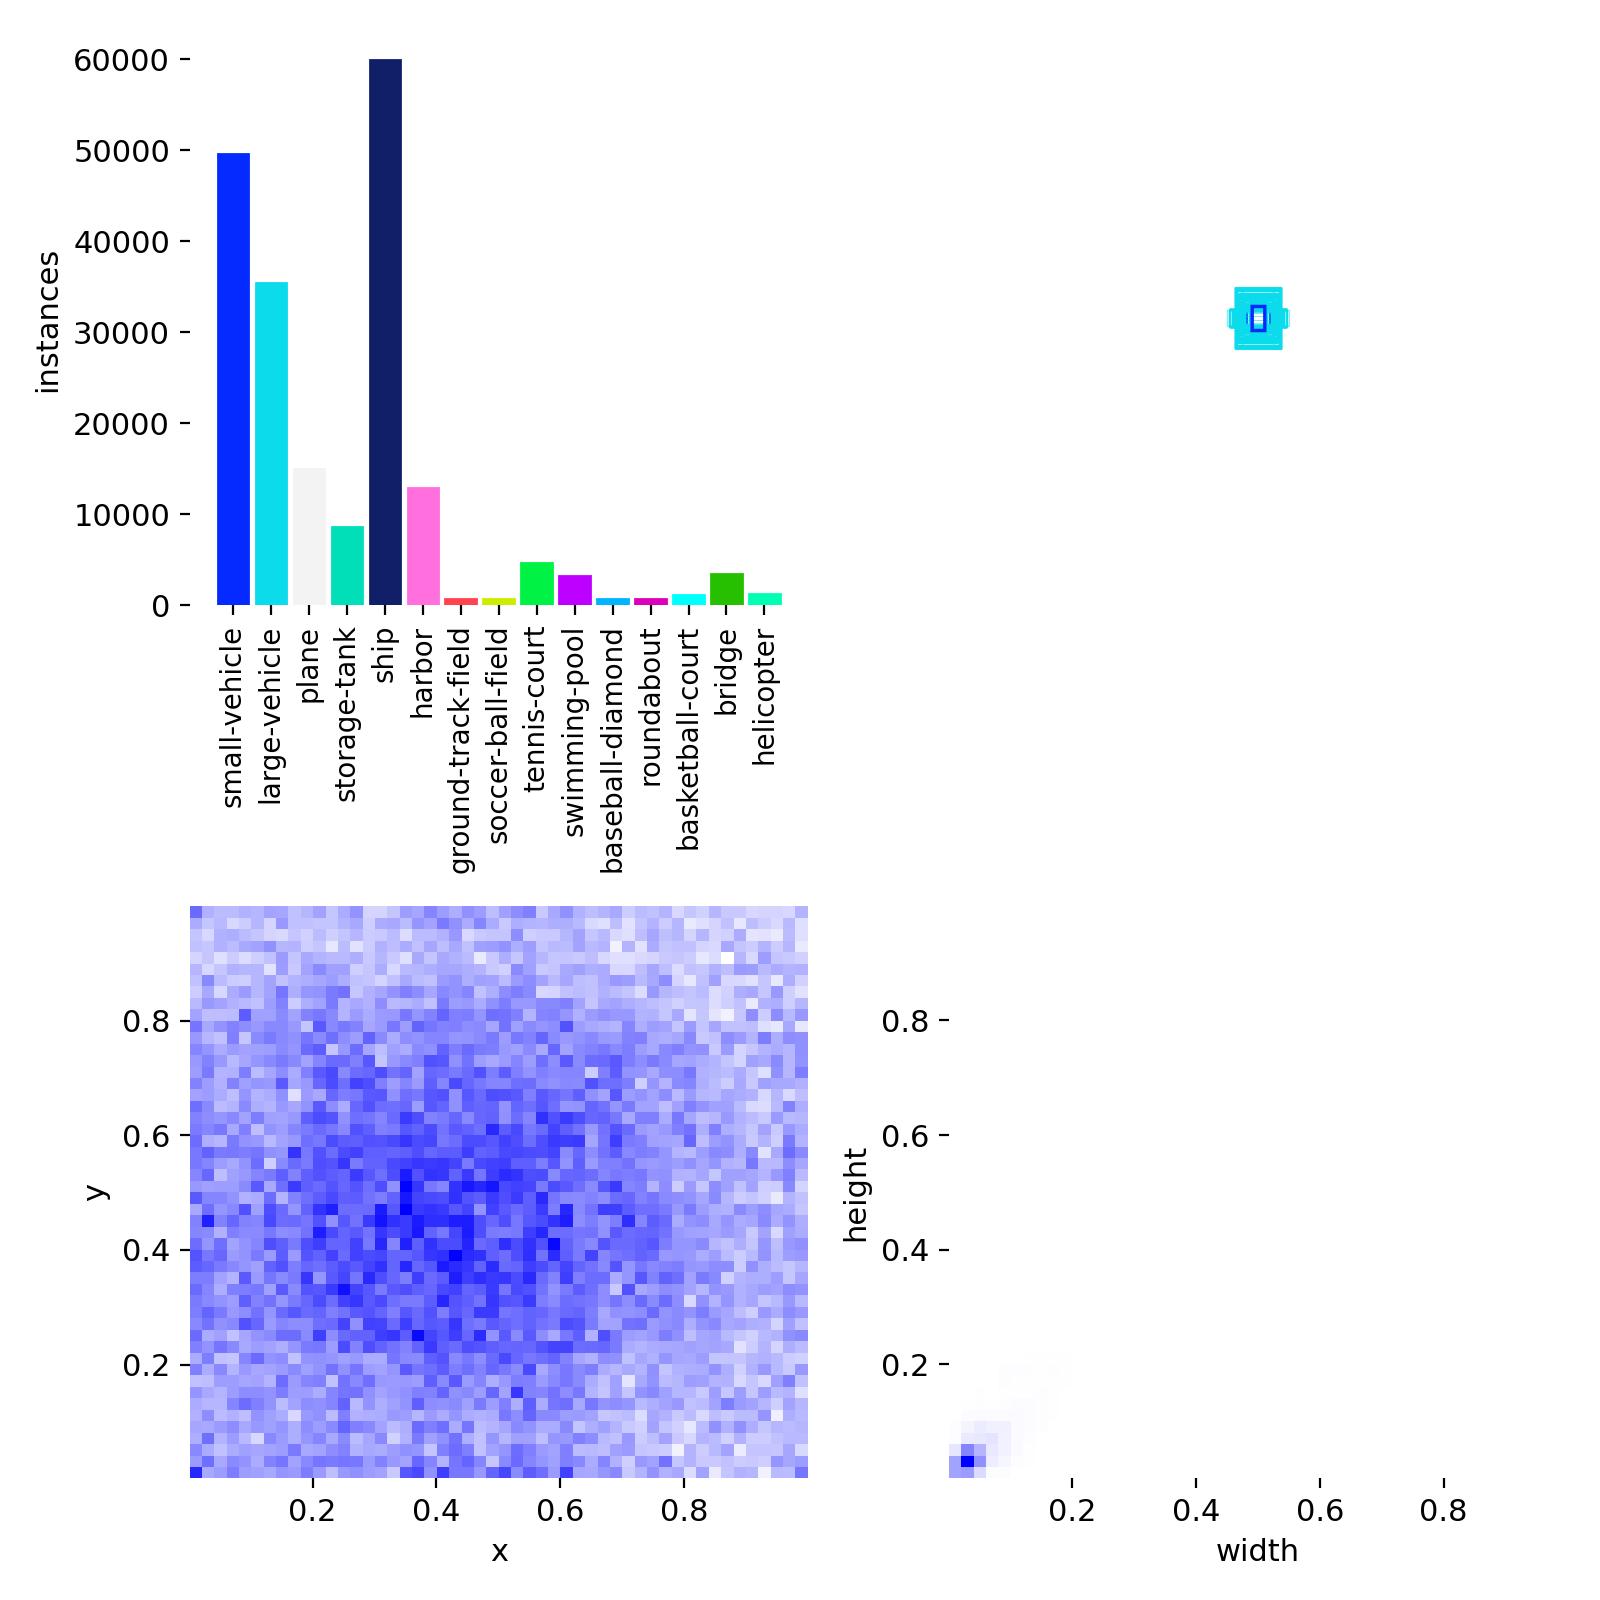 60000
50000
40000
30000
20000
10000
0
instances
small-vehicle
large-vehicle
plane
storage-tank
ship
harbor
ground-track-field
soccer-ball-field
tennis-court
swimming-pool
baseball-diamond
roundabout
basketball-court
bridge
helicopter
0.8
0.6
0.4
0.2
y
0.2 0.4 0.6 0.8
x
0.8
0.6
0.4
0.2
height
0.2 0.4 0.6 0.8
width